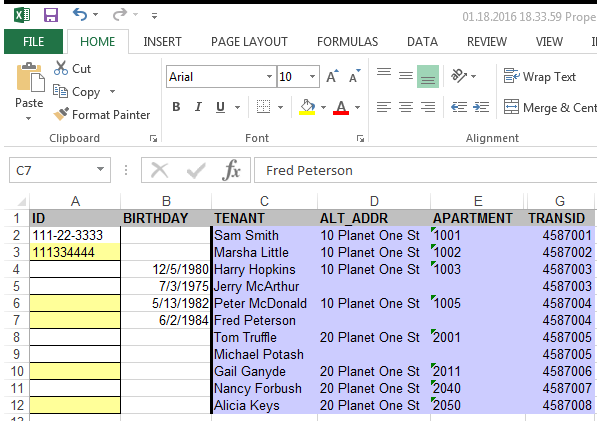 01.18.2016 18.33.59 Prope
FILE HOME INSERT PAGE LAYOUT FORMULAS DATA REVIEW VIEW
Cut
Copy
Format Painter
Paste
Clipboard
Arial 10
B I U
Font
Wrap Text
Merge & Cent
Alignment
C7 Fred Peterson
A B C D E G
1 ID BIRTHDAY TENANT ALT_ADDR APARTMENT TRANSID
2 111-22-3333 Sam Smith 10 Planet One St 1001 4587001
3 111334444 Marsha Little 10 Planet One St 1002 4587002
4 12/5/1980 Harry Hopkins 10 Planet One St 1003 4587003
5 7/3/1975 Jerry McArthur 4587003
6 5/13/1982 Peter McDonald 10 Planet One St 1005 4587004
7 6/2/1984 Fred Peterson 4587004
8 Tom Truffle 20 Planet One St 2001 4587005
9 Michael Potash 4587005
10 Gail Ganyde 20 Planet One St 2011 4587006
11 Nancy Forbush 20 Planet One St 2040 4587007
12 Alicia Keys 20 Planet One St 2050 4587008